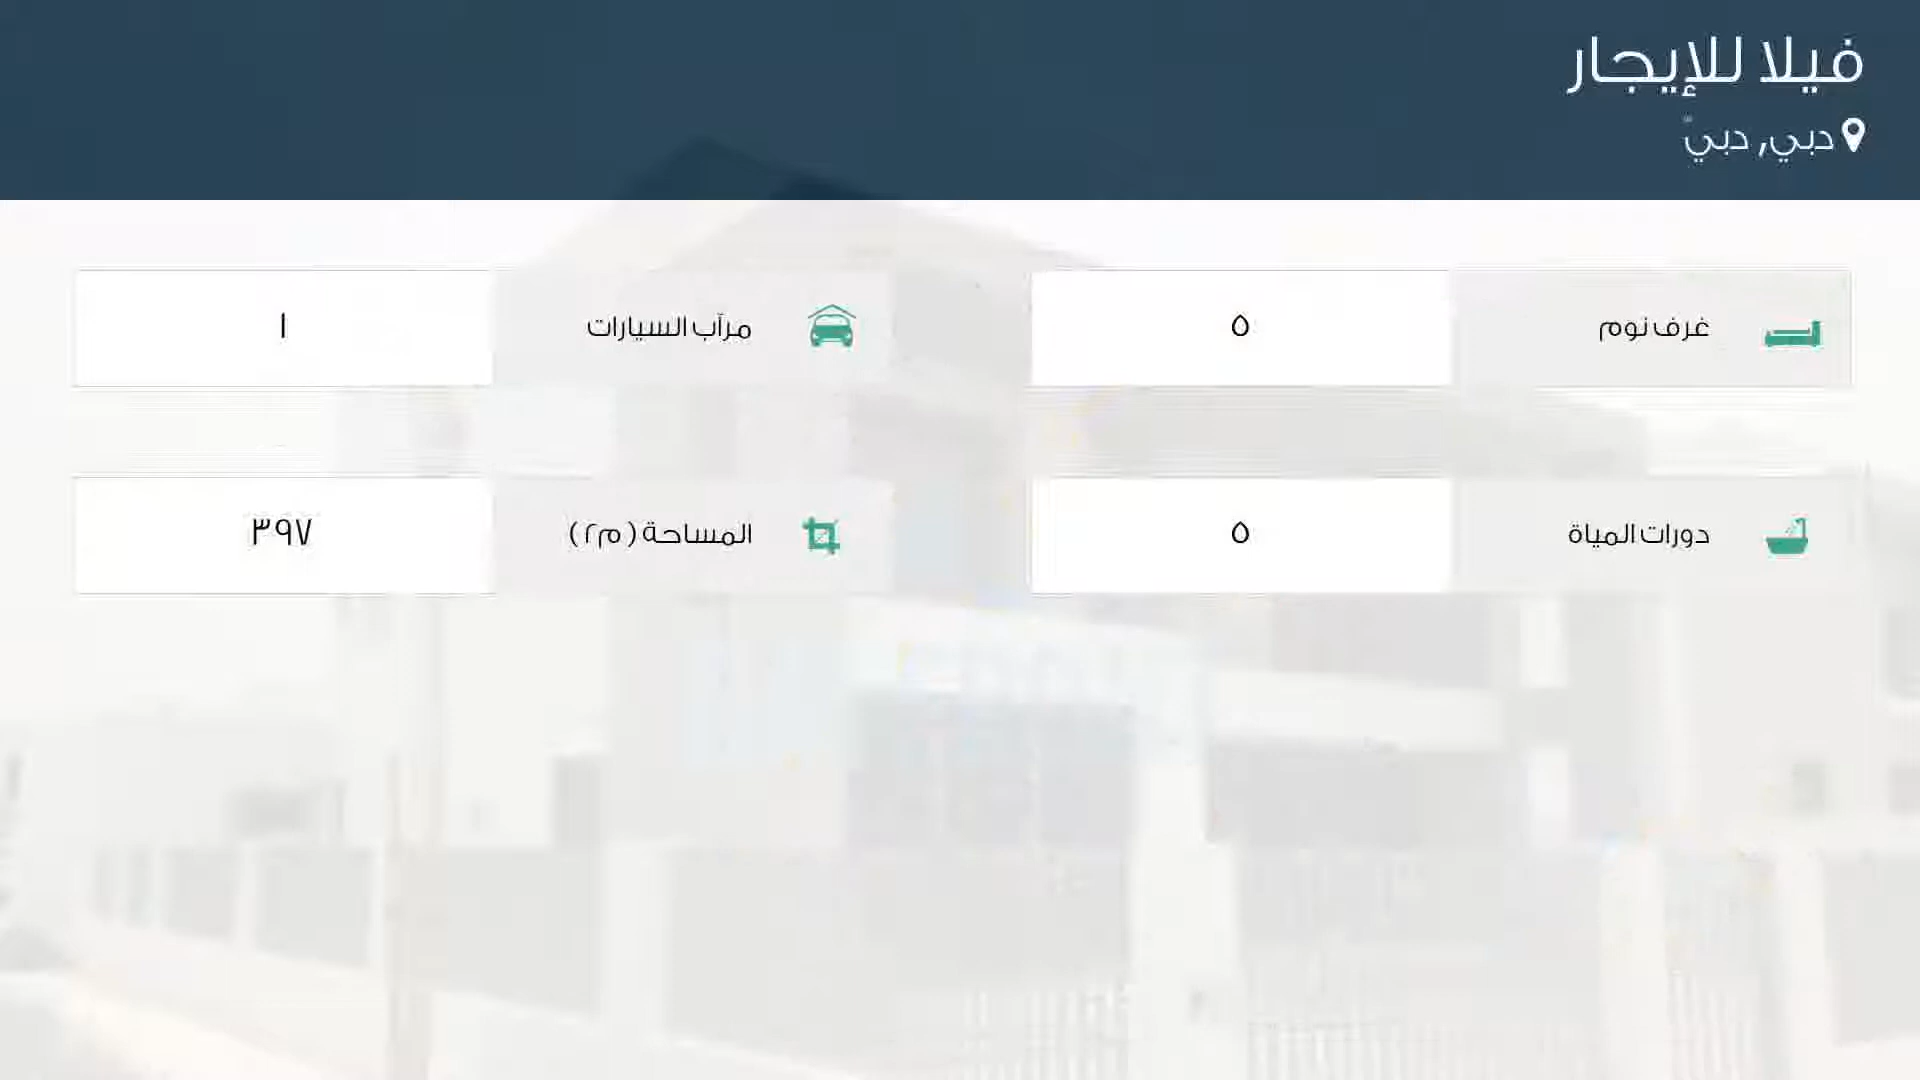 فيلا للإيجار
دبي, دبيّ
غرف نوم
٥
مرآب السيارات
١
دورات المياة
٥
المساحة (م٢)
٣٩٧